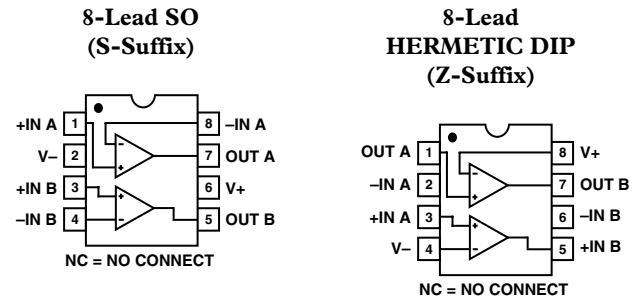 8-Lead SO
(S-Suffix)
+IN A 1
V– 2
+IN B 3
–IN B 4
8 –IN A
7 OUT A
6 V+
5 OUT B
– + + –
NC = NO CONNECT
8-Lead
HERMETIC DIP
(Z-Suffix)
OUT A 1
–IN A 2
+IN A 3
V– 4
8 V+
7 OUT B
6 –IN B
5 +IN B
– + + –
NC = NO CONNECT